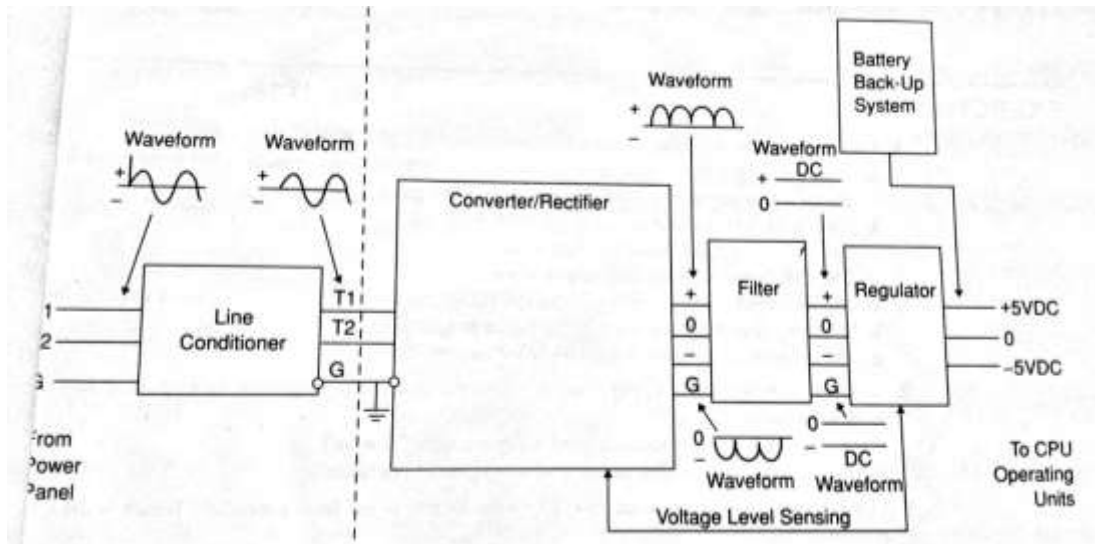 Battery
Back-Up
System
Waveform
+
−
Waveform
Waveform
Waveform
DC
+
0
+
−
+
−
Converter/Rectifier
1
2
Line
Conditioner
T1
T2
G
+
0
−
G
Filter
+
0
−
G
Regulator
+5VDC
0
−5VDC
From
Power
Panel
0
−
Waveform
0
−
DC
Waveform
To CPU
Operating
Units
Voltage Level Sensing